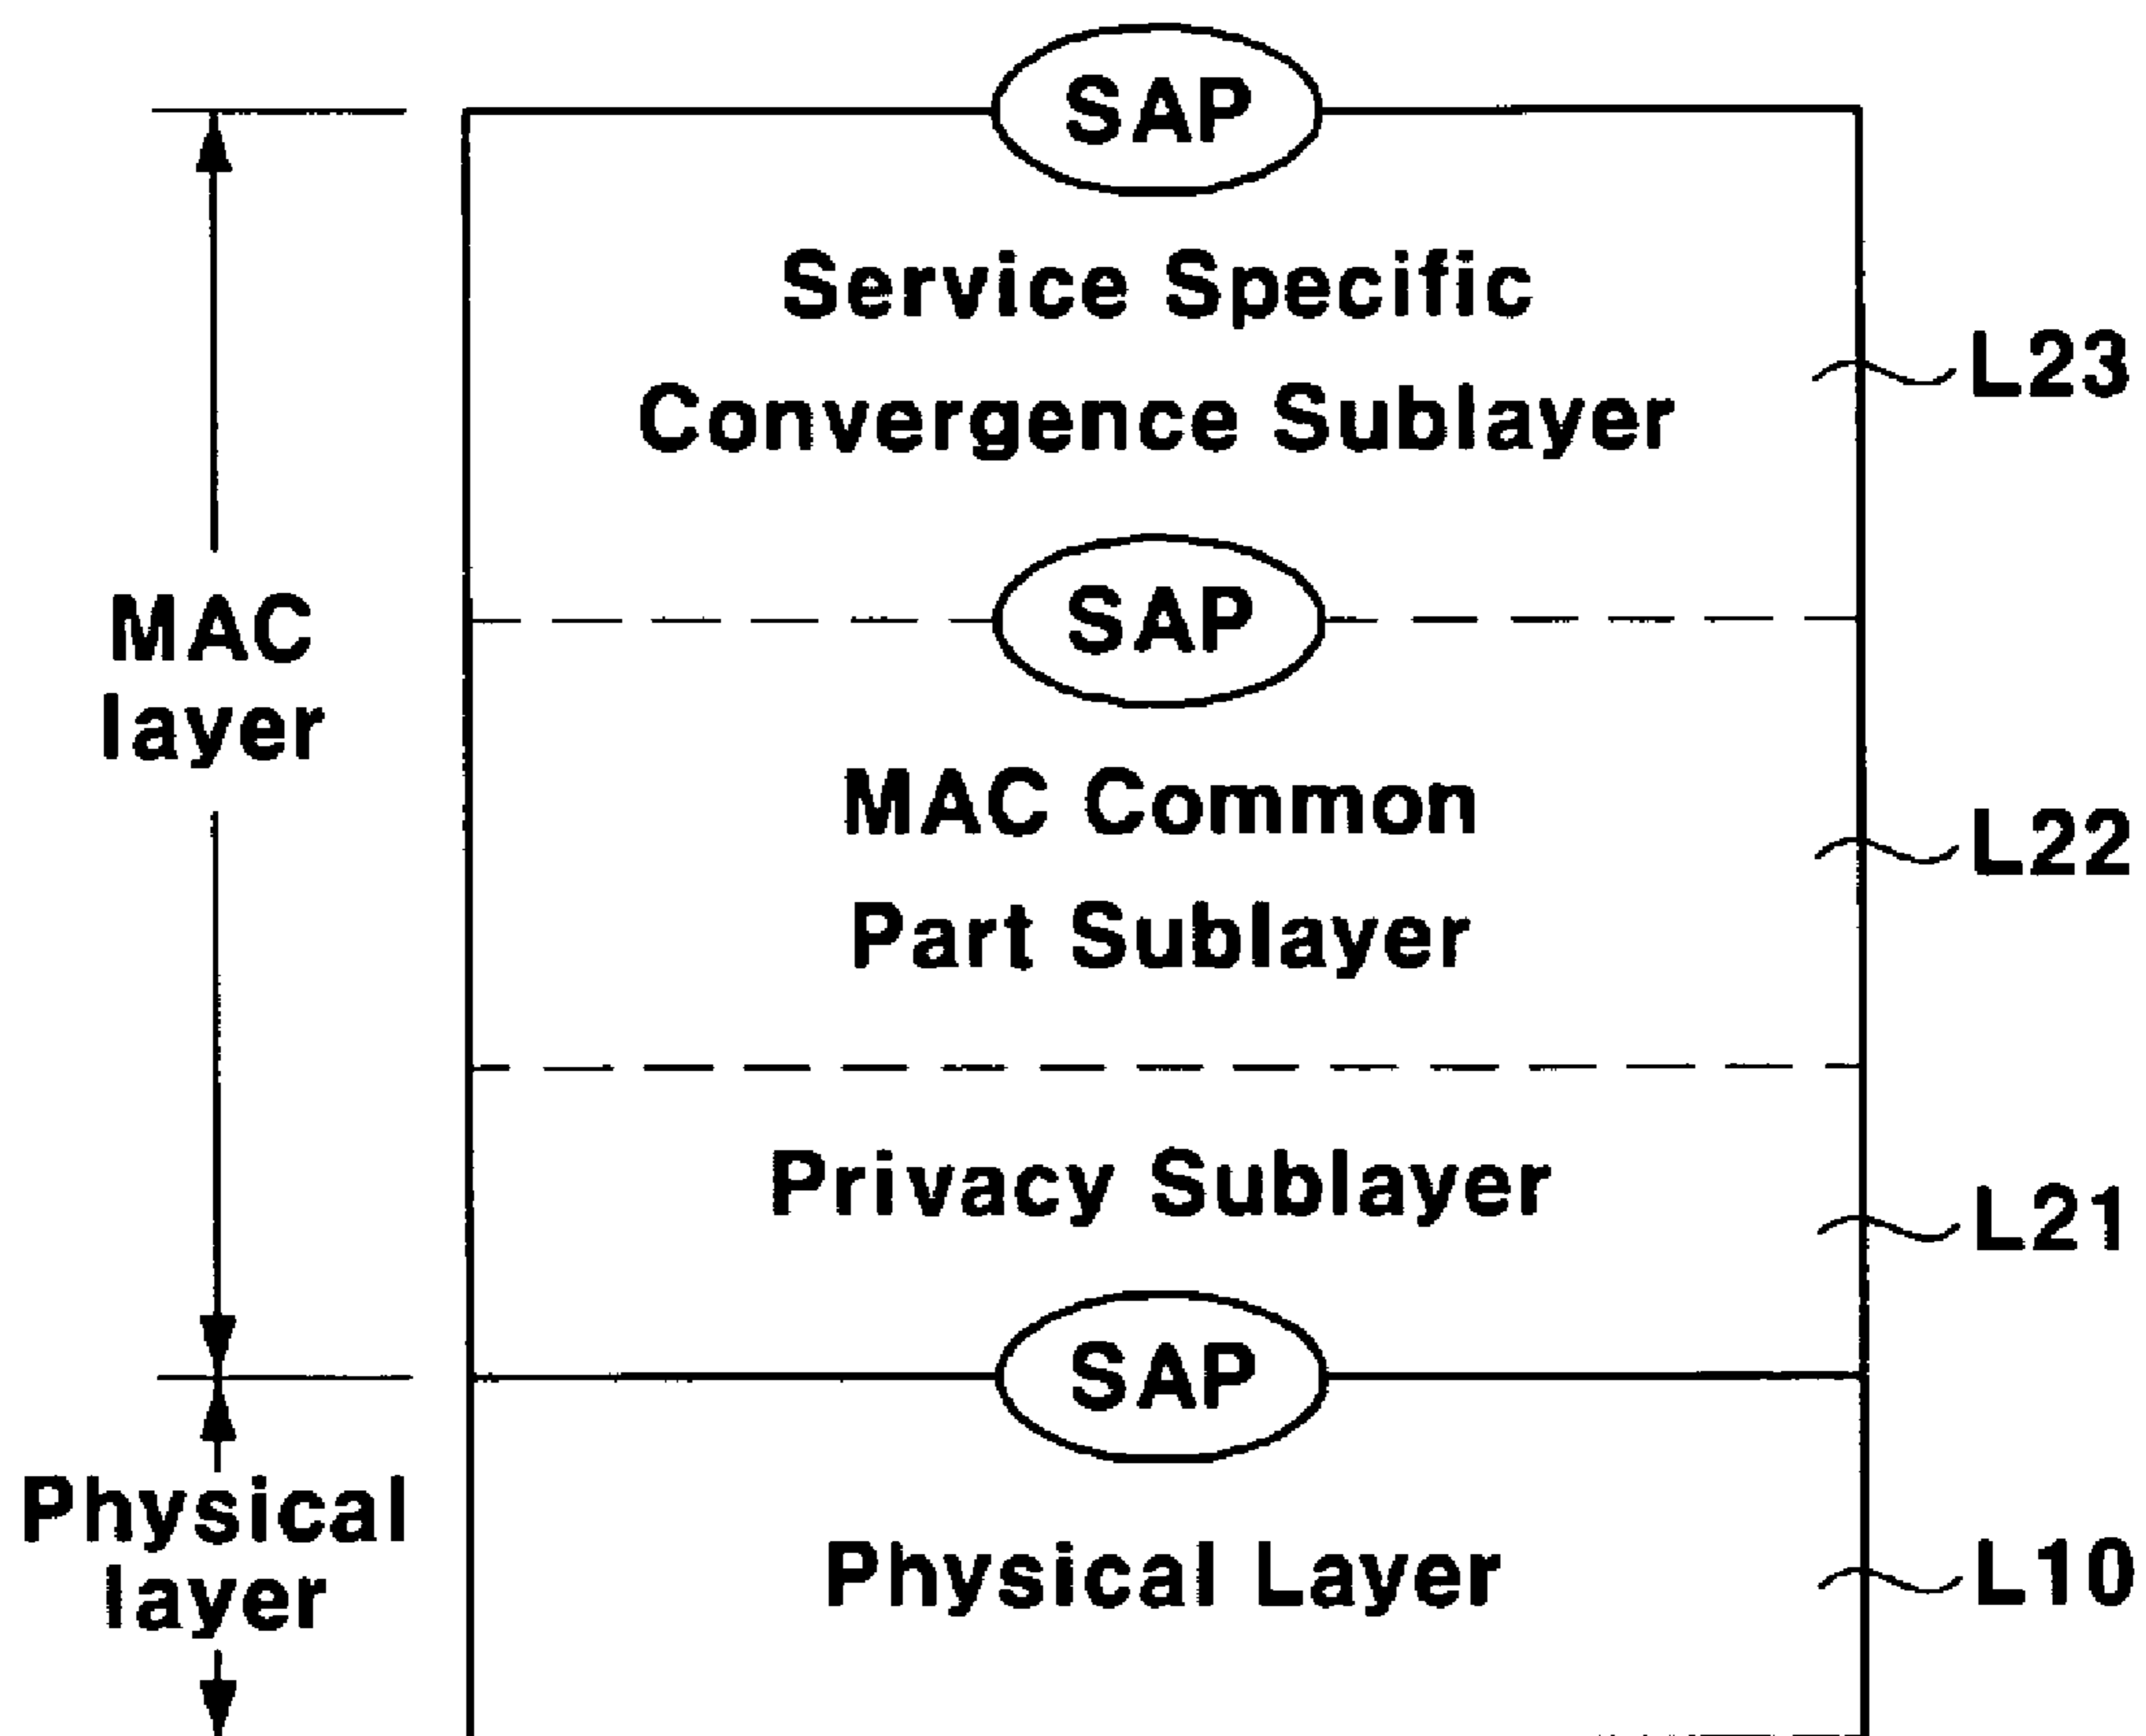 SAP
Service Specific
Convergence Sublayer
L23
SAP
MAC
layer
MAC Common
Part Sublayer
L22
Privacy Sublayer
L21
SAP
Physical
layer
Physical Layer
L10